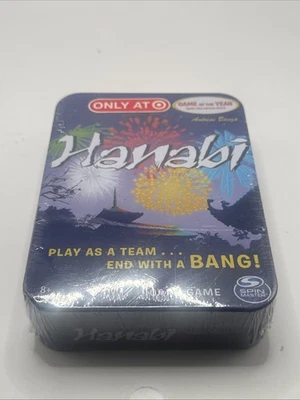 ONLY AT
GAME OF THE YEAR
Antoine Bauza
Hanabi
PLAY AS A TEAM...
END WITH A BANG!
8+
GAME
SPIN
MASTER
Hanabi